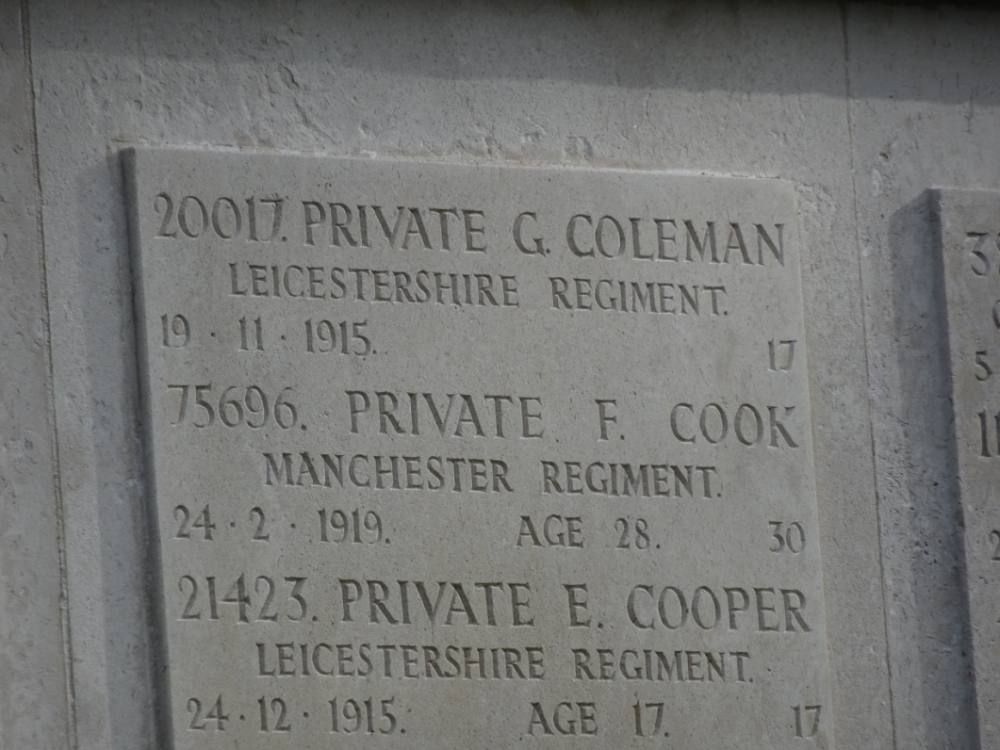 20017. PRIVATE G. COLEMAN
LEICESTERSHIRE REGIMENT.
19 · 11 · 1915. 17
75696. PRIVATE F. COOK
MANCHESTER REGIMENT.
24 · 2 · 1919. AGE 28. 30
21423. PRIVATE E. COOPER
LEICESTERSHIRE REGIMENT.
24 · 12 · 1915. AGE 17. 17